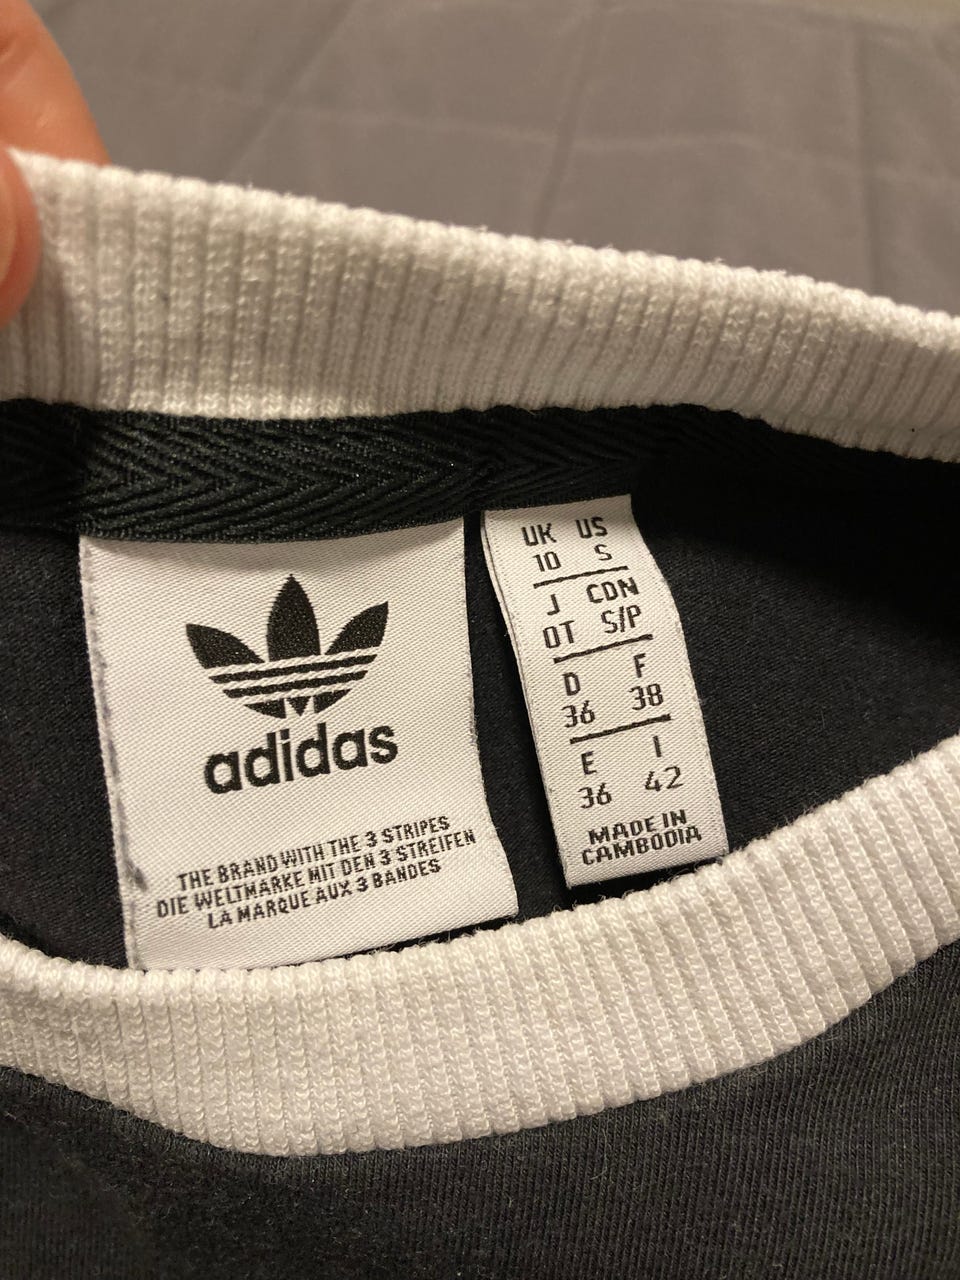 adidas
THE BRAND WITH THE 3 STRIPES
DIE WELTMARKE MIT DEN 3 STREIFEN
LA MARQUE AUX 3 BANDES
UK US
10 S
J CDN
OT S/P
D F
36 38
E I
36 42
MADE IN
CAMBODIA